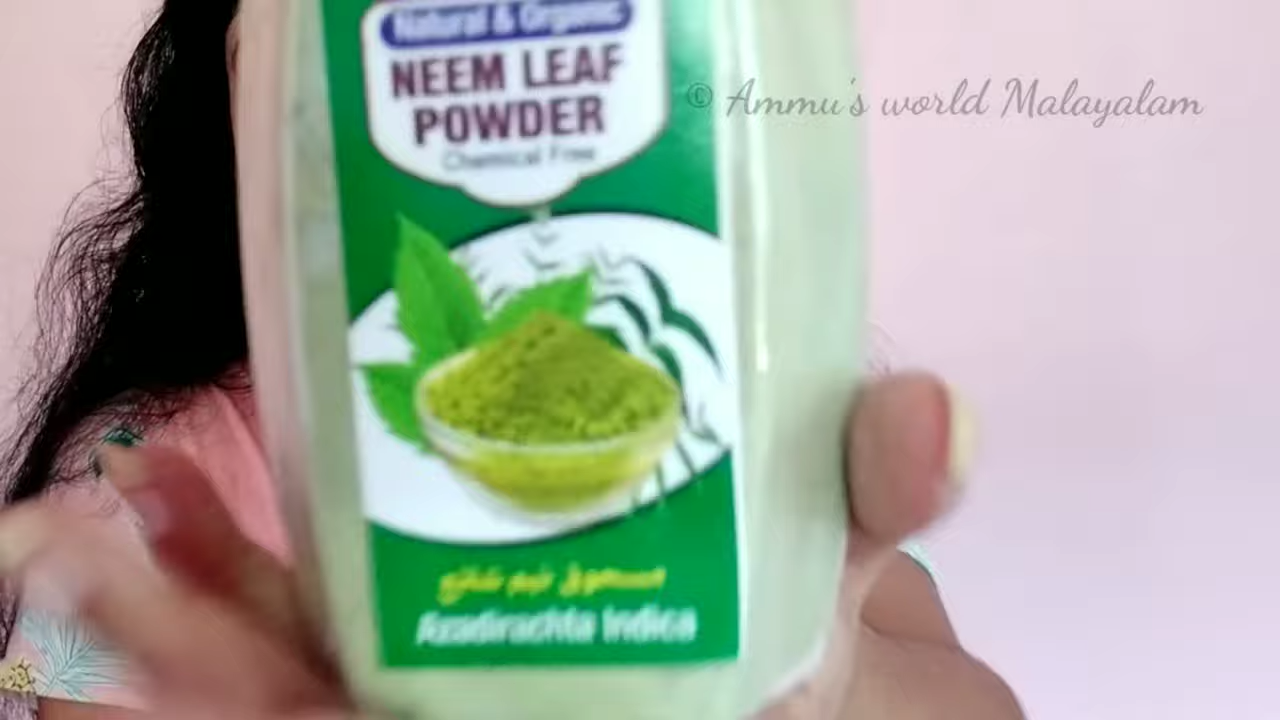 Natural & Organic
NEEM LEAF
POWDER
Chemical Free
© Ammu's world Malayalam
Azadirachta Indica